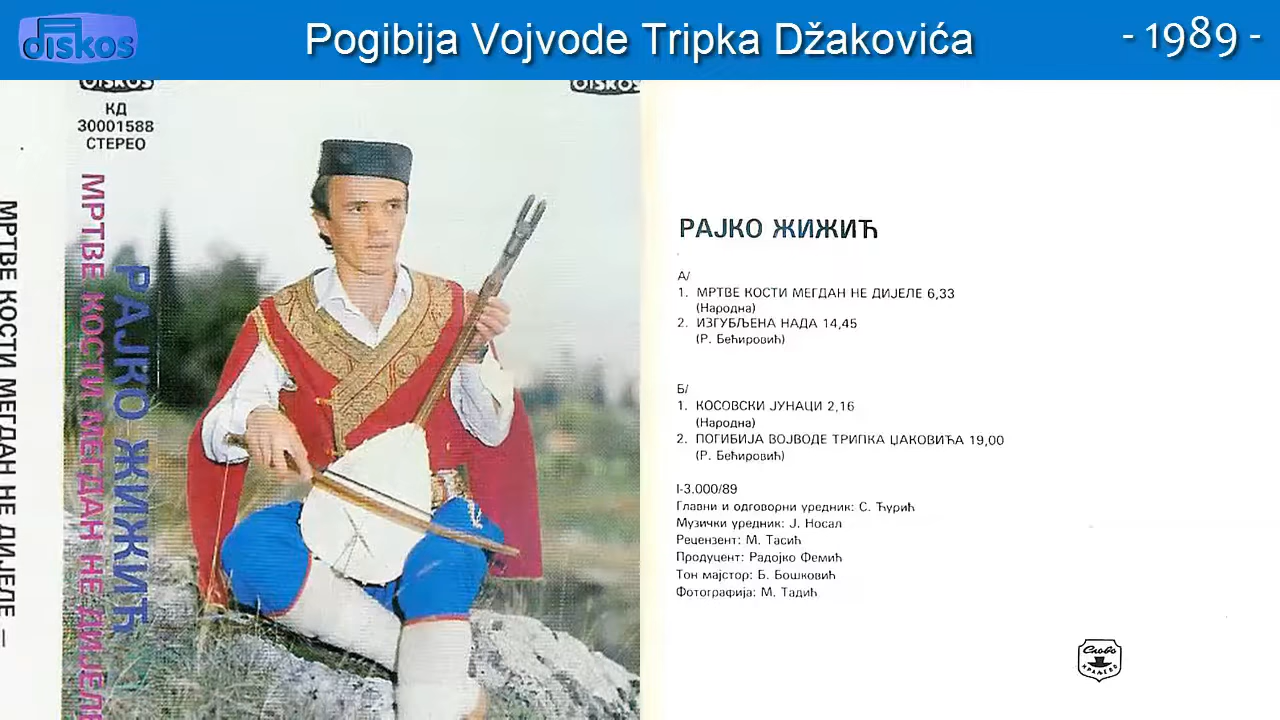 diskos
Pogibija Vojvode Tripka Džakovića
- 1989 -
DISKOS
DISKOS
КД
30001588
СТЕРЕО
МРТВЕ КОСТИ МЕГДАН НЕ ДИЈЕЛЕ –
РАЈКО ЖИЖИЋ
МРТВЕ КОСТИ МЕГДАН НЕ ДИЈЕЛЕ
РАЈКО ЖИЖИЋ
А/
1. МРТВЕ КОСТИ МЕГДАН НЕ ДИЈЕЛЕ 6,33
(Народна)
2. ИЗГУБЉЕНА НАДА 14,45
(Р. Бећировић)
Б/
1. КОСОВСКИ ЈУНАЦИ 2,16
(Народна)
2. ПОГИБИЈА ВОЈВОДЕ ТРИПКА ЏАКОВИЋА 19,00
(Р. Бећировић)
I-3.000/89
Главни и одговорни уредник: С. Ћурић
Музички уредник: Ј. Носал
Рецензент: М. Тасић
Продуцент: Радојко Фемић
Тон мајстор: Б. Бошковић
Фотографија: М. Тадић
Слово
КРАЉЕВО